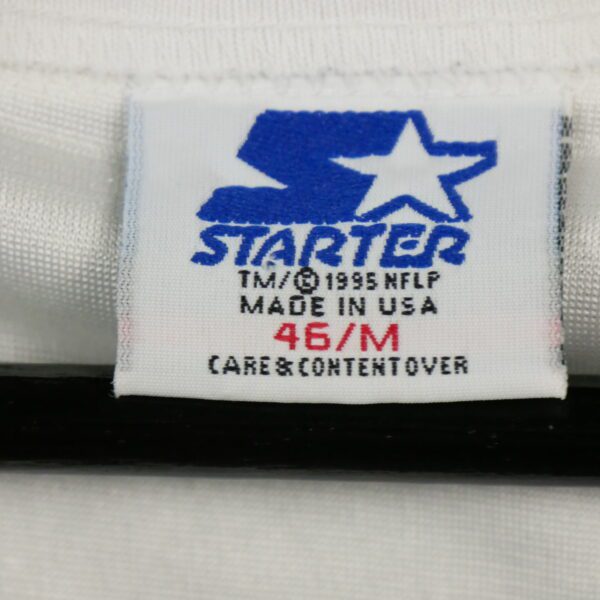 STARTER
TM/© 1995 NFLP
MADE IN USA
46/M
CARE&CONTENT OVER